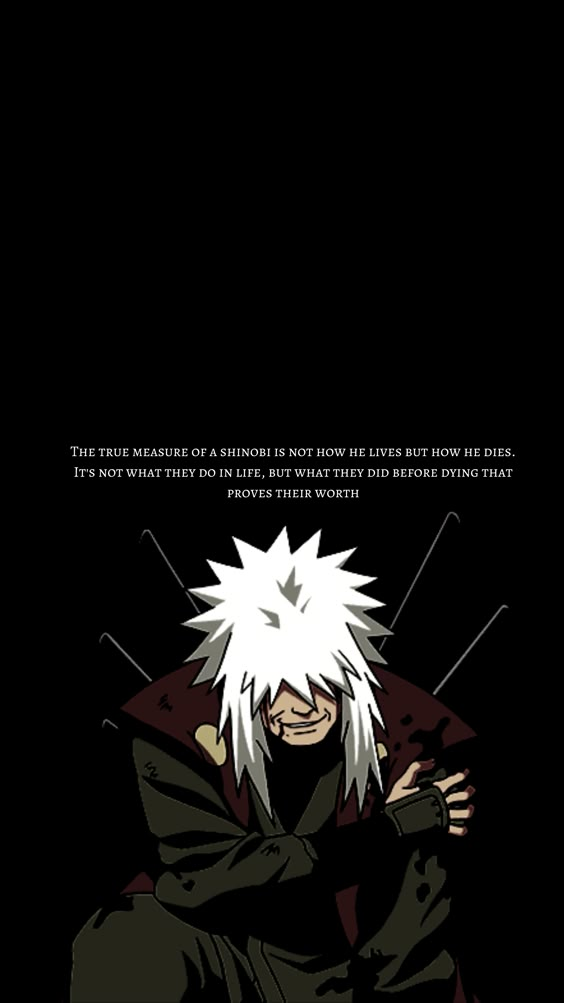 The true measure of a shinobi is not how he lives but how he dies.
It's not what they do in life, but what they did before dying that
proves their worth